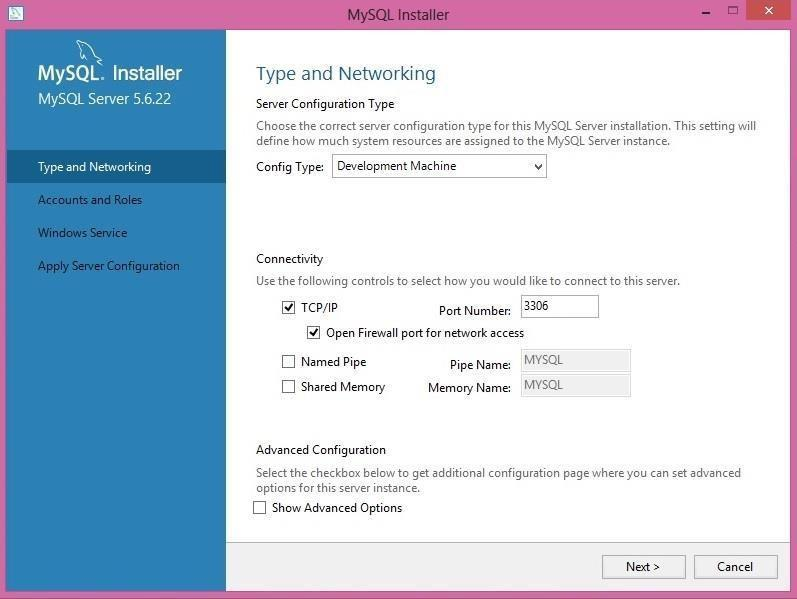 MySQL Installer
MySQL. Installer
MySQL Server 5.6.22
Type and Networking
Accounts and Roles
Windows Service
Apply Server Configuration
Type and Networking
Server Configuration Type
Choose the correct server configuration type for this MySQL Server installation. This setting will
define how much system resources are assigned to the MySQL Server instance.
Config Type: Development Machine
Connectivity
Use the following controls to select how you would like to connect to this server.
TCP/IP Port Number: 3306
Open Firewall port for network access
Named Pipe Pipe Name: MYSQL
Shared Memory Memory Name: MYSQL
Advanced Configuration
Select the checkbox below to get additional configuration page where you can set advanced
options for this server instance.
Show Advanced Options
Next > Cancel